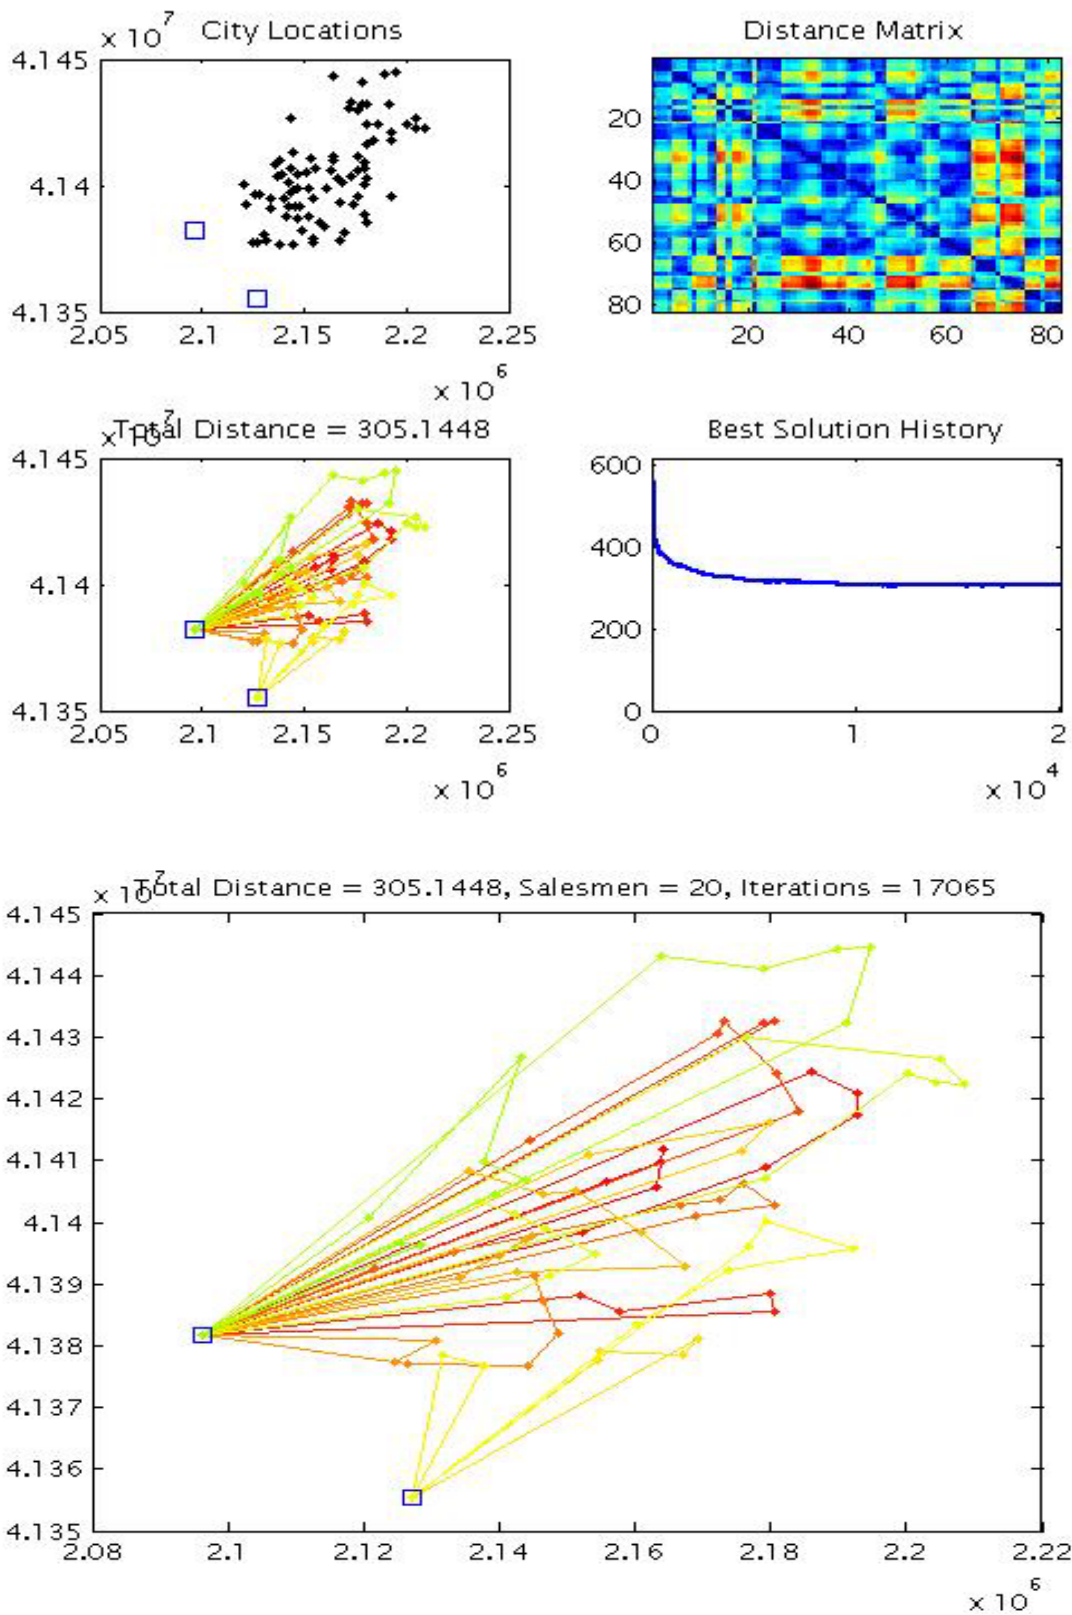 × 10^7 City Locations
4.145
4.14
4.135
2.05 2.1 2.15 2.2 2.25
× 10^6
Distance Matrix
20
40
60
80
20 40 60 80
× 10^7 Total Distance = 305.1448
4.145
4.14
4.135
2.05 2.1 2.15 2.2 2.25
× 10^6
Best Solution History
600
400
200
0
0 1 2
× 10^4
× 10^7 Total Distance = 305.1448, Salesmen = 20, Iterations = 17065
4.145
4.144
4.143
4.142
4.141
4.14
4.139
4.138
4.137
4.136
4.135
2.08 2.1 2.12 2.14 2.16 2.18 2.2 2.22
× 10^6